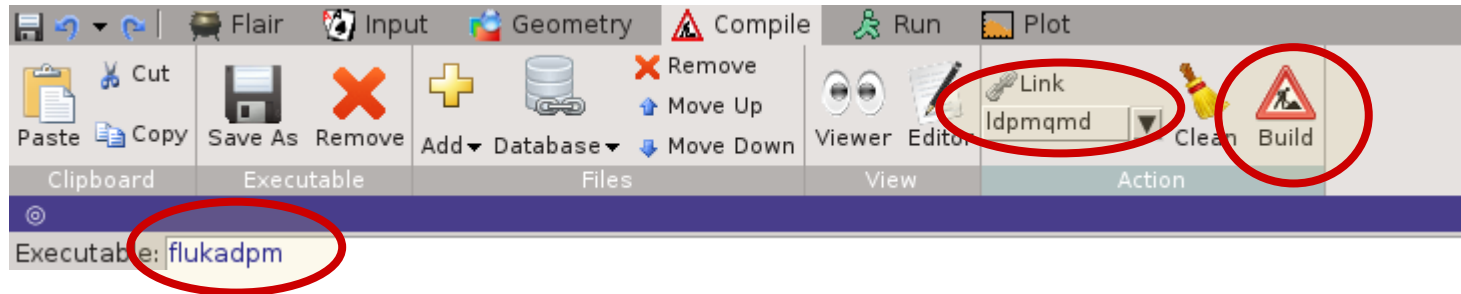 Flair Input Geometry Compile Run Plot
Cut Remove Link
Copy Move Up ldpmqmd
Paste Save As Remove Add Database Move Down Viewer Editor Clean Build
Clipboard Executable Files View Action
Executable: flukadpm